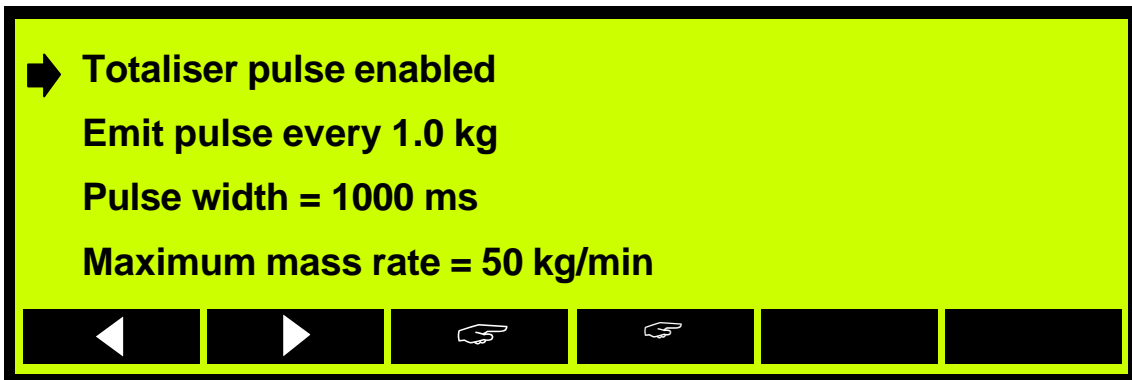 Totaliser pulse enabled
Emit pulse every 1.0 kg
Pulse width = 1000 ms
Maximum mass rate = 50 kg/min